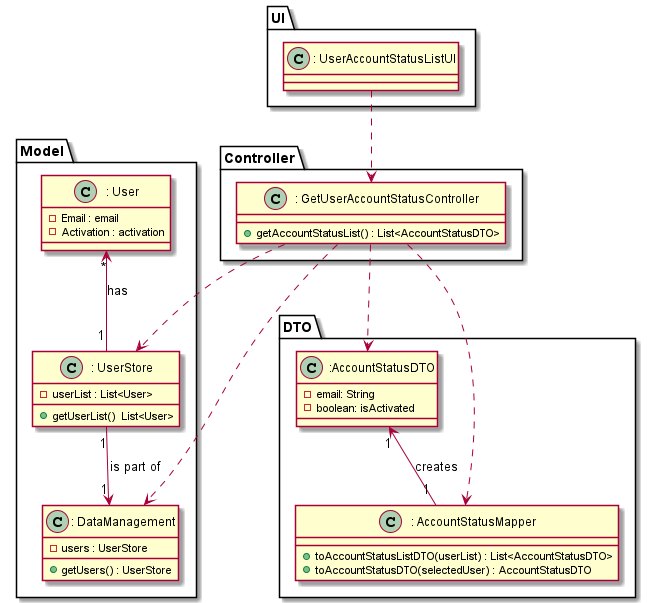 UI
C : UserAccountStatusListUI
Model
C : User
Email : email
Activation : activation
Controller
C : GetUserAccountStatusController
getAccountStatusList() : List<AccountStatusDTO>
*
has
1
DTO
C : UserStore
userList : List<User>
getUserList()  List<User>
C :AccountStatusDTO
email: String
boolean: isActivated
1
is part of
1
1
creates
1
C : DataManagement
users : UserStore
getUsers() : UserStore
C : AccountStatusMapper
toAccountStatusListDTO(userList) : List<AccountStatusDTO>
toAccountStatusDTO(selectedUser) : AccountStatusDTO